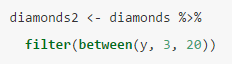 diamonds2 <- diamonds %>%
  filter(between(y, 3, 20))